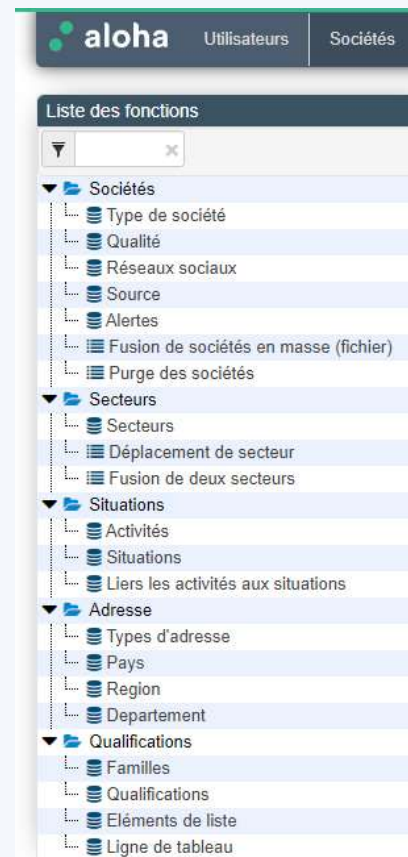 aloha Utilisateurs Sociétés
Liste des fonctions
Sociétés
Type de société
Qualité
Réseaux sociaux
Source
Alertes
Fusion de sociétés en masse (fichier)
Purge des sociétés
Secteurs
Secteurs
Déplacement de secteur
Fusion de deux secteurs
Situations
Activités
Situations
Liers les activités aux situations
Adresse
Types d'adresse
Pays
Region
Departement
Qualifications
Familles
Qualifications
Eléments de liste
Ligne de tableau